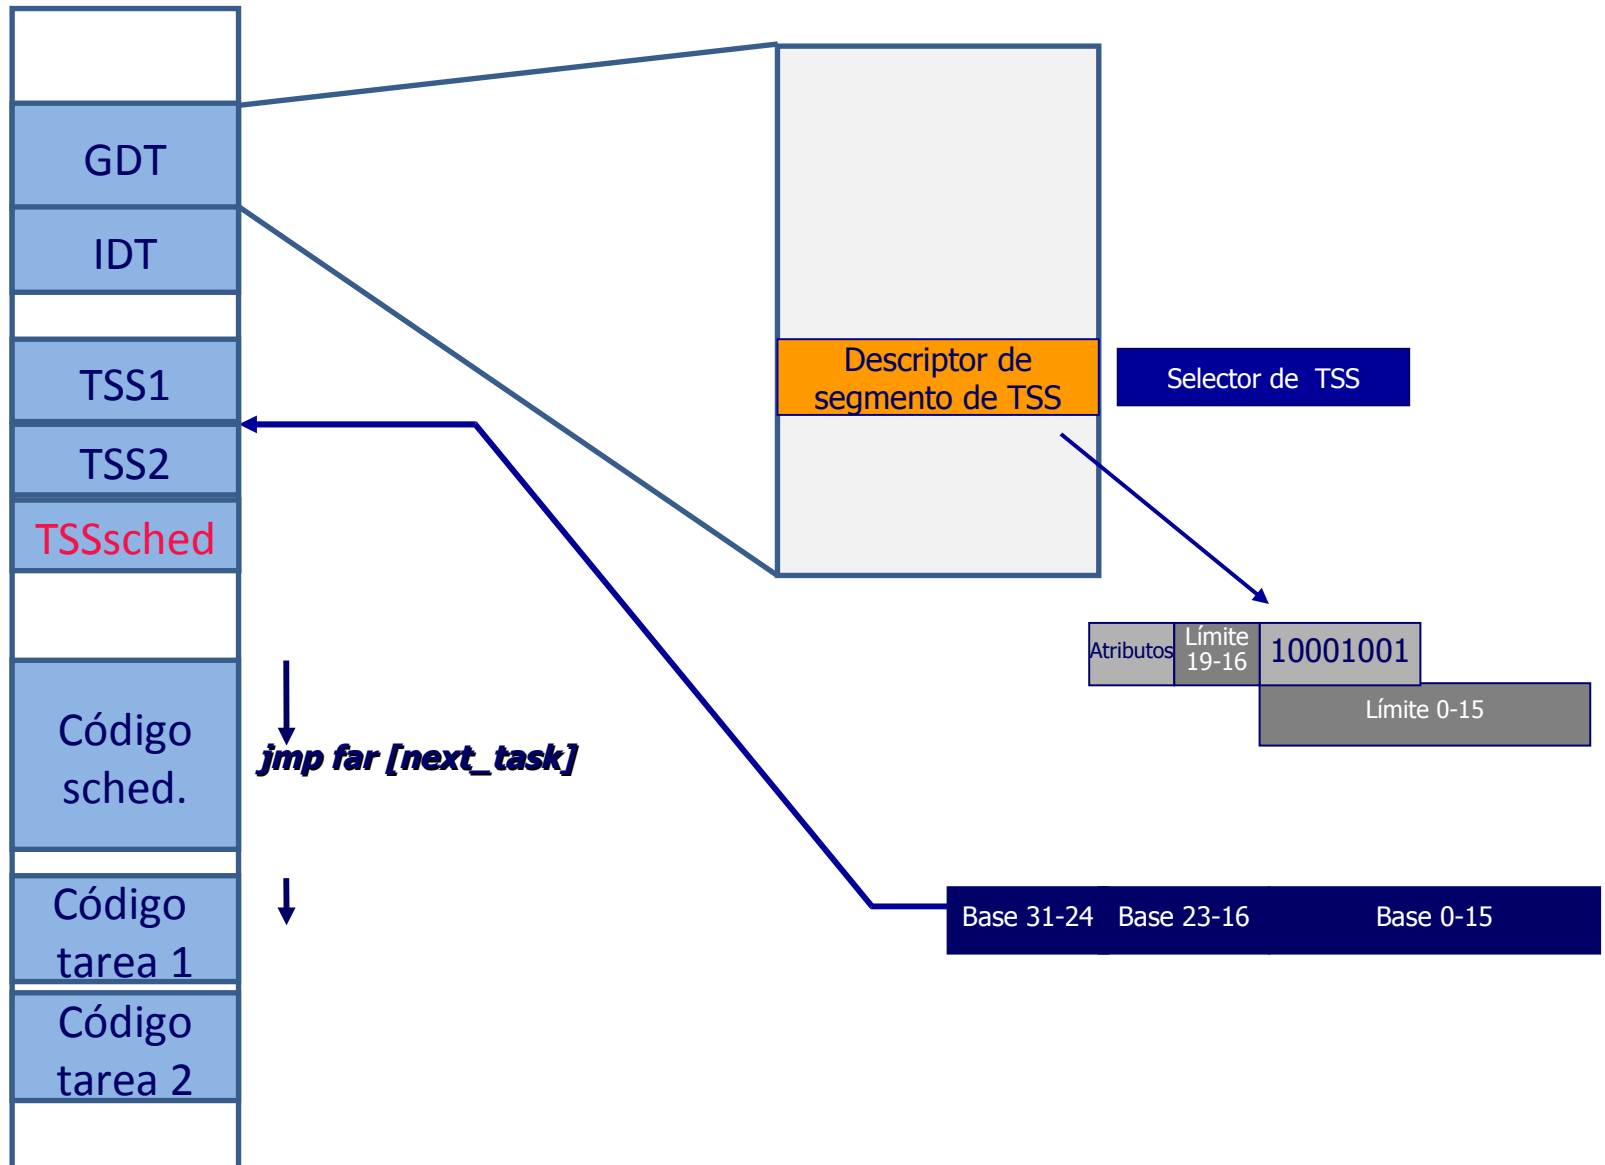 GDT
IDT
TSS1
TSS2
TSSsched
Código
sched.
Código
tarea 1
Código
tarea 2
jmp far [next_task]
Descriptor de
segmento de TSS
Selector de TSS
Atributos
Límite
19-16
10001001
Límite 0-15
Base 31-24
Base 23-16
Base 0-15